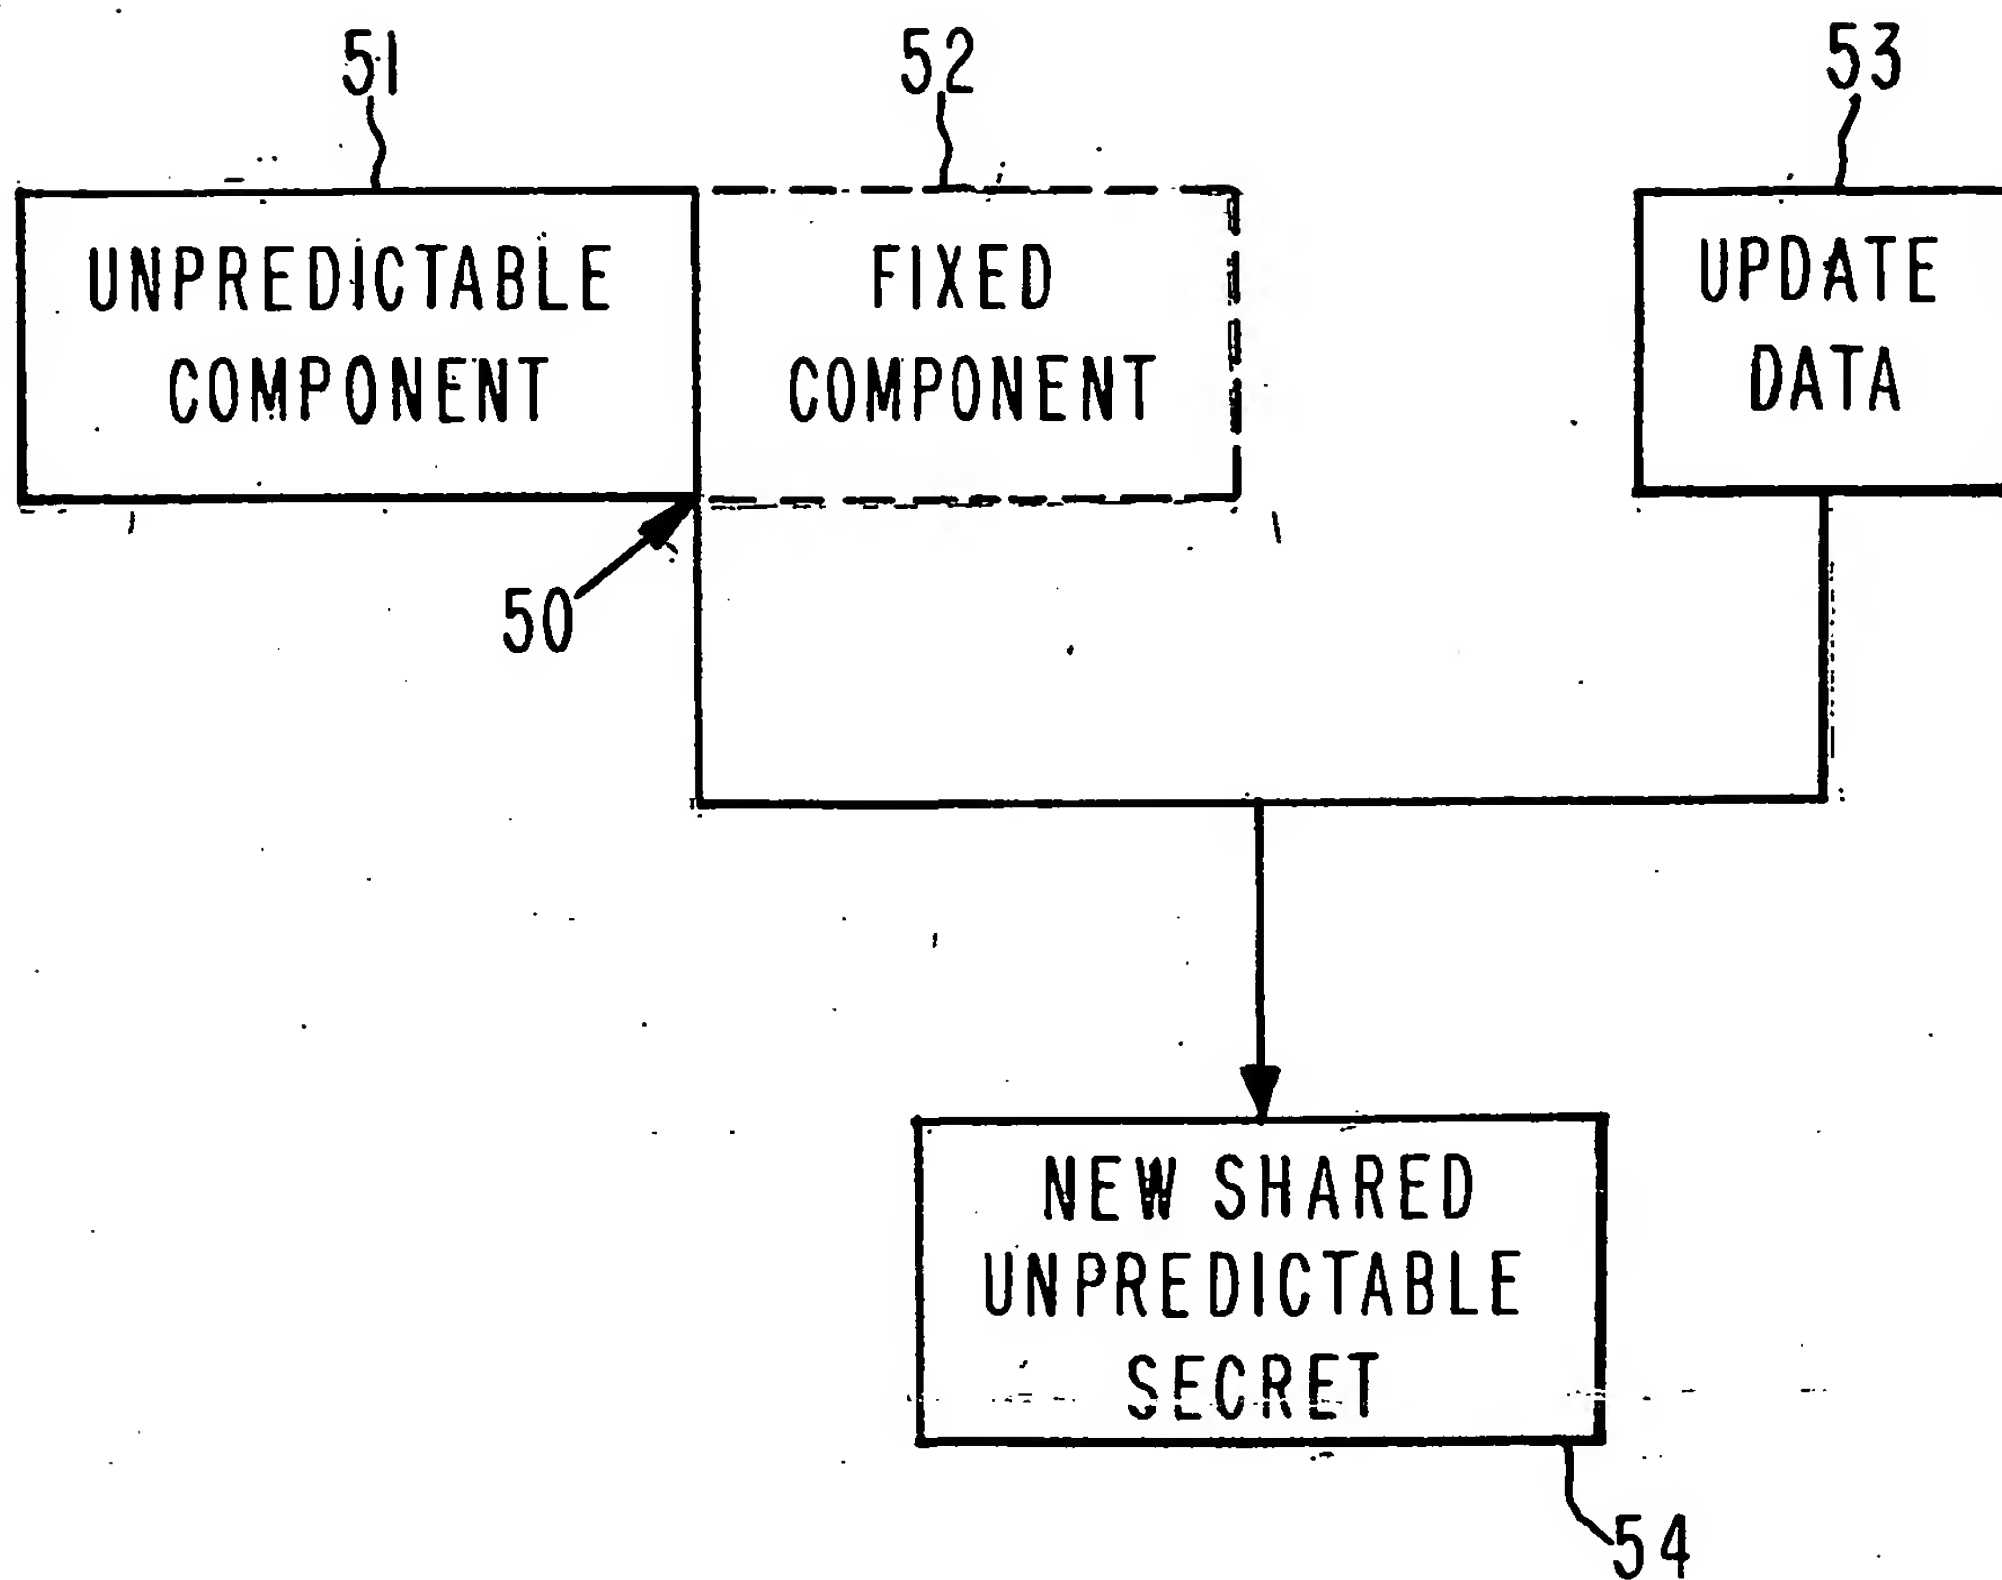 51
52
53
UNPREDICTABLE
COMPONENT
FIXED
COMPONENT
UPDATE
DATA
50
NEW SHARED
UNPREDICTABLE
SECRET
54